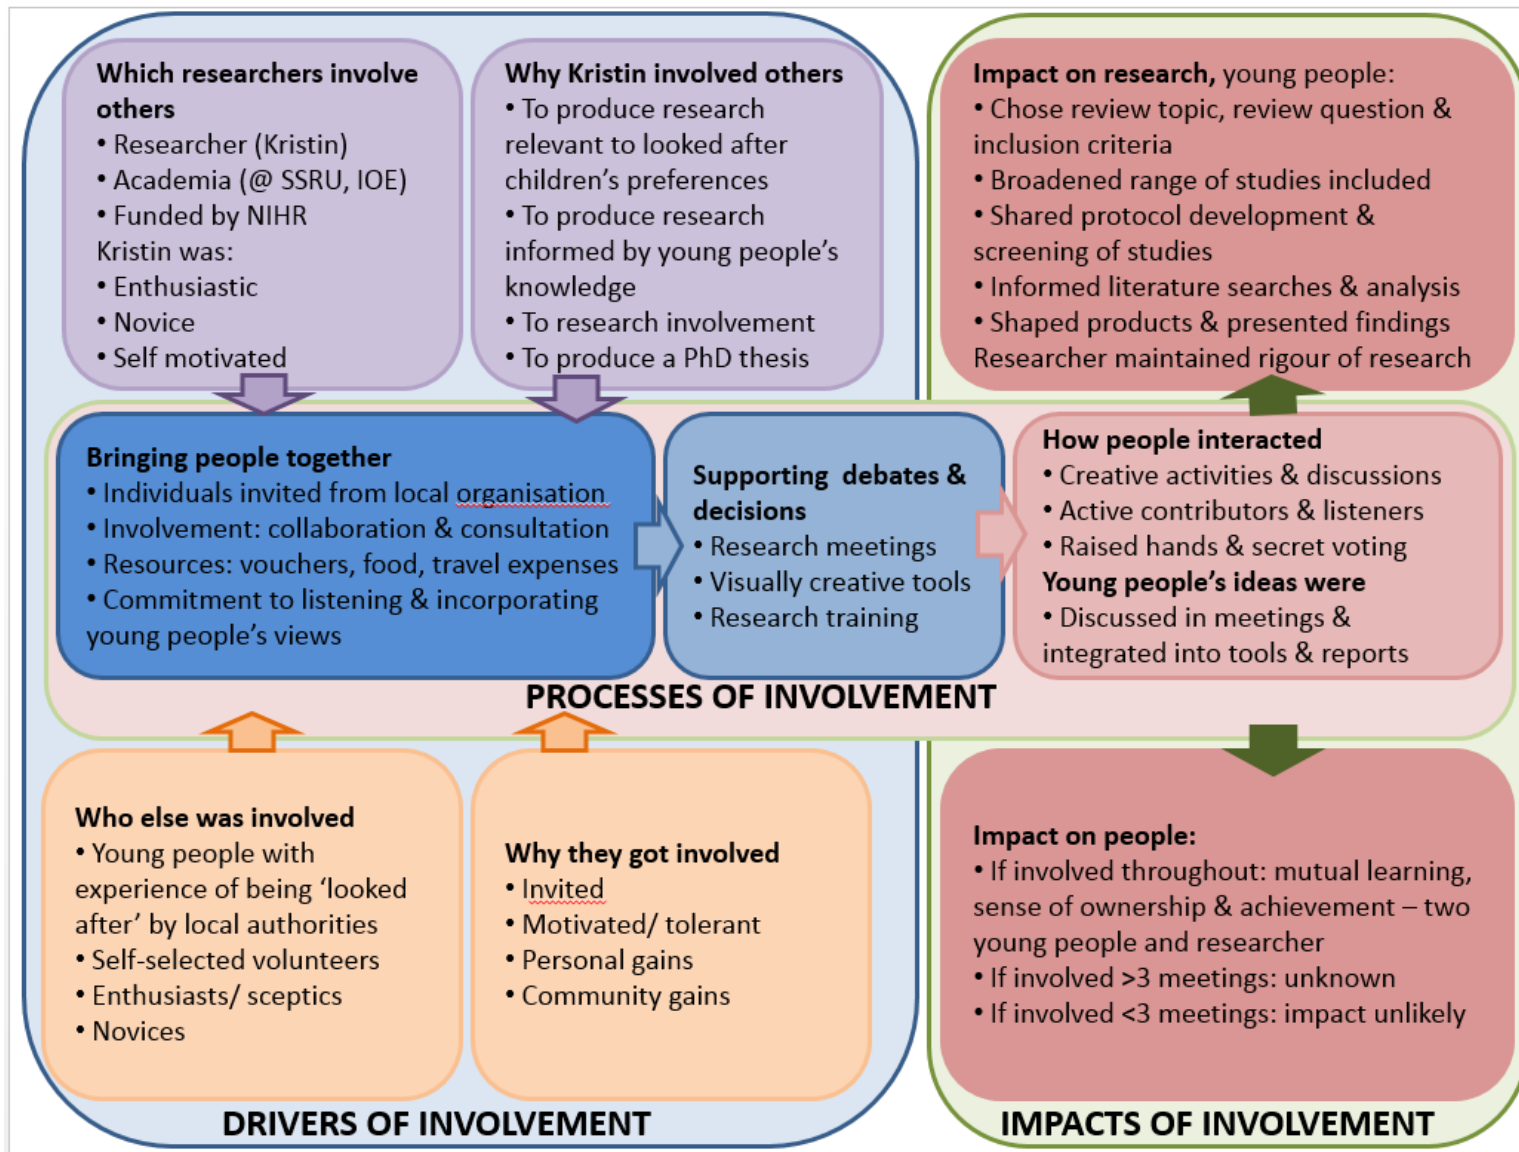 Which researchers involve
others
• Researcher (Kristin)
• Academia (@ SSRU, IOE)
• Funded by NIHR
Kristin was:
• Enthusiastic
• Novice
• Self motivated
Why Kristin involved others
• To produce research
relevant to looked after
children’s preferences
• To produce research
informed by young people’s
knowledge
• To research involvement
• To produce a PhD thesis
Impact on research, young people:
• Chose review topic, review question &
inclusion criteria
• Broadened range of studies included
• Shared protocol development &
screening of studies
• Informed literature searches & analysis
• Shaped products & presented findings
Researcher maintained rigour of research
Bringing people together
• Individuals invited from local organisation
• Involvement: collaboration & consultation
• Resources: vouchers, food, travel expenses
• Commitment to listening & incorporating
young people’s views
Supporting debates &
decisions
• Research meetings
• Visually creative tools
• Research training
How people interacted
• Creative activities & discussions
• Active contributors & listeners
• Raised hands & secret voting
Young people’s ideas were
• Discussed in meetings &
integrated into tools & reports
PROCESSES OF INVOLVEMENT
Who else was involved
• Young people with
experience of being ‘looked
after’ by local authorities
• Self-selected volunteers
• Enthusiasts/ sceptics
• Novices
Why they got involved
• Invited
• Motivated/ tolerant
• Personal gains
• Community gains
Impact on people:
• If involved throughout: mutual learning,
sense of ownership & achievement – two
young people and researcher
• If involved >3 meetings: unknown
• If involved <3 meetings: impact unlikely
DRIVERS OF INVOLVEMENT
IMPACTS OF INVOLVEMENT